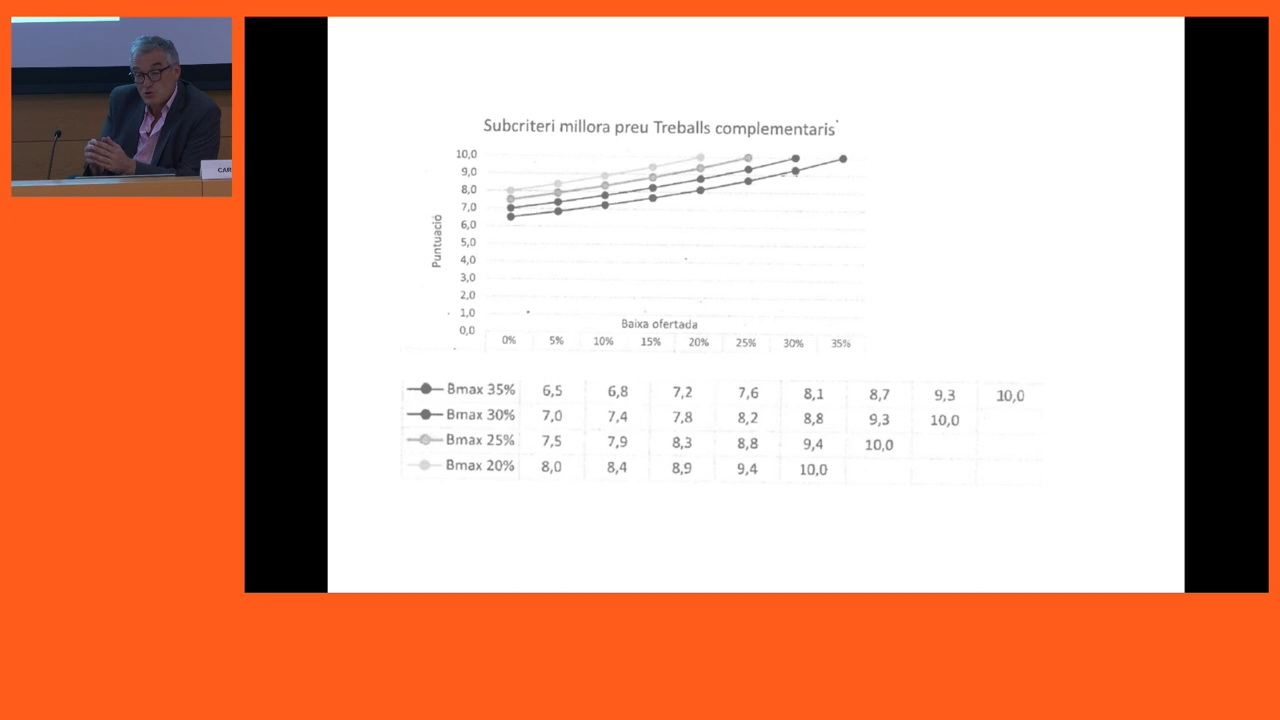 CAR
Subcriteri millora preu Treballs complementaris
Puntuació
10,0
9,0
8,0
7,0
6,0
5,0
4,0
3,0
2,0
1,0
0,0
Baixa ofertada
0% 5% 10% 15% 20% 25% 30% 35%
Bmax 35% 6,5 6,8 7,2 7,6 8,1 8,7 9,3 10,0
Bmax 30% 7,0 7,4 7,8 8,2 8,8 9,3 10,0
Bmax 25% 7,5 7,9 8,3 8,8 9,4 10,0
Bmax 20% 8,0 8,4 8,9 9,4 10,0